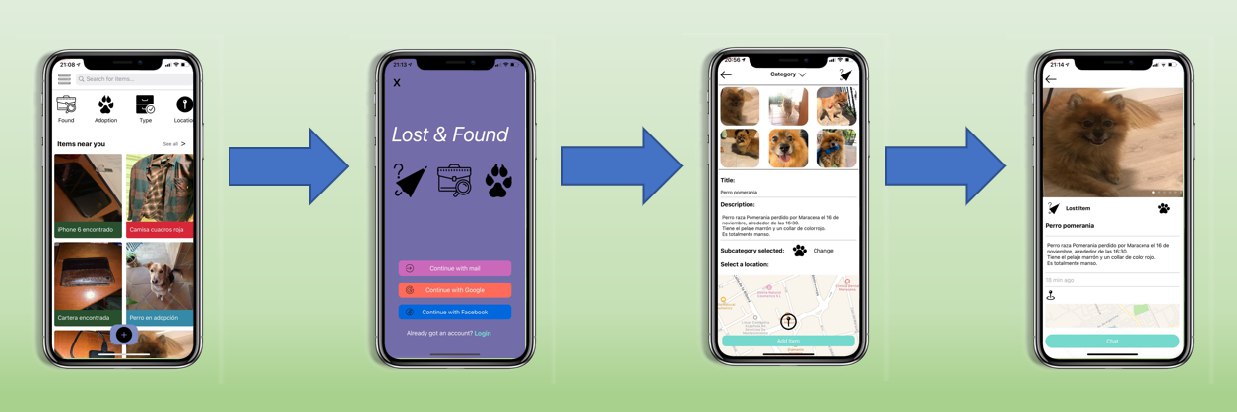 21:08
Search for items...
Found
Adoption
Type
Locatio
Items near you
See all >
iPhone 6 encontrado
Camisa cuacros roja
Cartera encontrada
Perro en adopción
+
21:13
X
Lost & Found
Continue with mail
Continue with Google
Continue with Facebook
Already got an account? Login
20:56
Category
Title:
Perro pomerania
Description:
Perro raza Pomerania perdido por Maracena el 16 de
noviembre, alrededor de las 16:30.
Tiene el pelaje marrón y un collar de color rojo.
Es totalmente manso.
Subcategory selected:
Change
Select a location:
Add item
21:14
LostItem
Perro pomerania
Perro raza Pomerania perdido por Maracena el 16 de
noviembre, alrededor de las 16:30.
Tiene el pelaje marrón y un collar de color rojo.
Es totalmente manso.
18 min ago
Chat